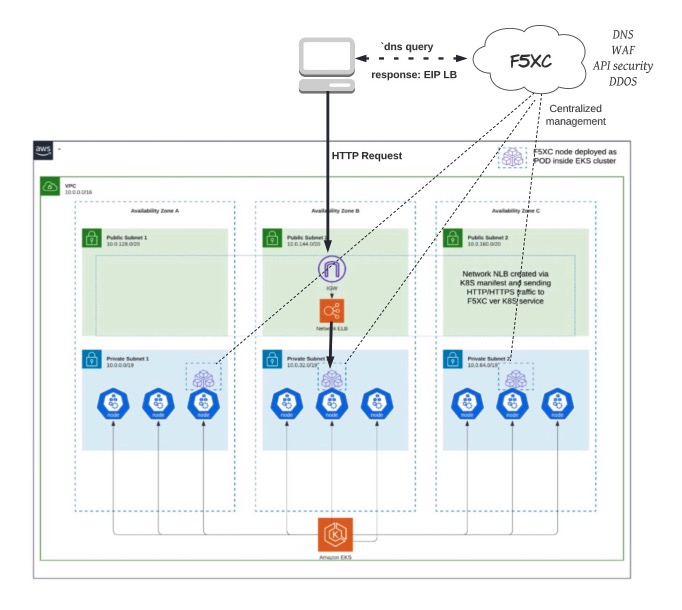 `dns query
response: EIP LB
F5XC
DNS
WAF
API security
DDOS
Centralized
management
HTTP Request
aws
F5XC node deployed as
POD inside EKS cluster
VPC
10.0.0.0/16
Availability Zone A
Availability Zone B
Availability Zone C
Public Subnet 1
10.0.128.0/20
Public Subnet
10.0.144.0/20
Public Subnet 2
10.0.160.0/20
IGW
Network ELB
Network NLB created via
K8S manifest and sending
HTTP/HTTPS traffic to
F5XC ver K8S service
Private Subnet 1
10.0.0.0/19
Private Subnet
10.0.32.0/19
Private Subnet
10.0.64.0/19
node
node
node
node
node
node
node
node
node
Amazon EKS